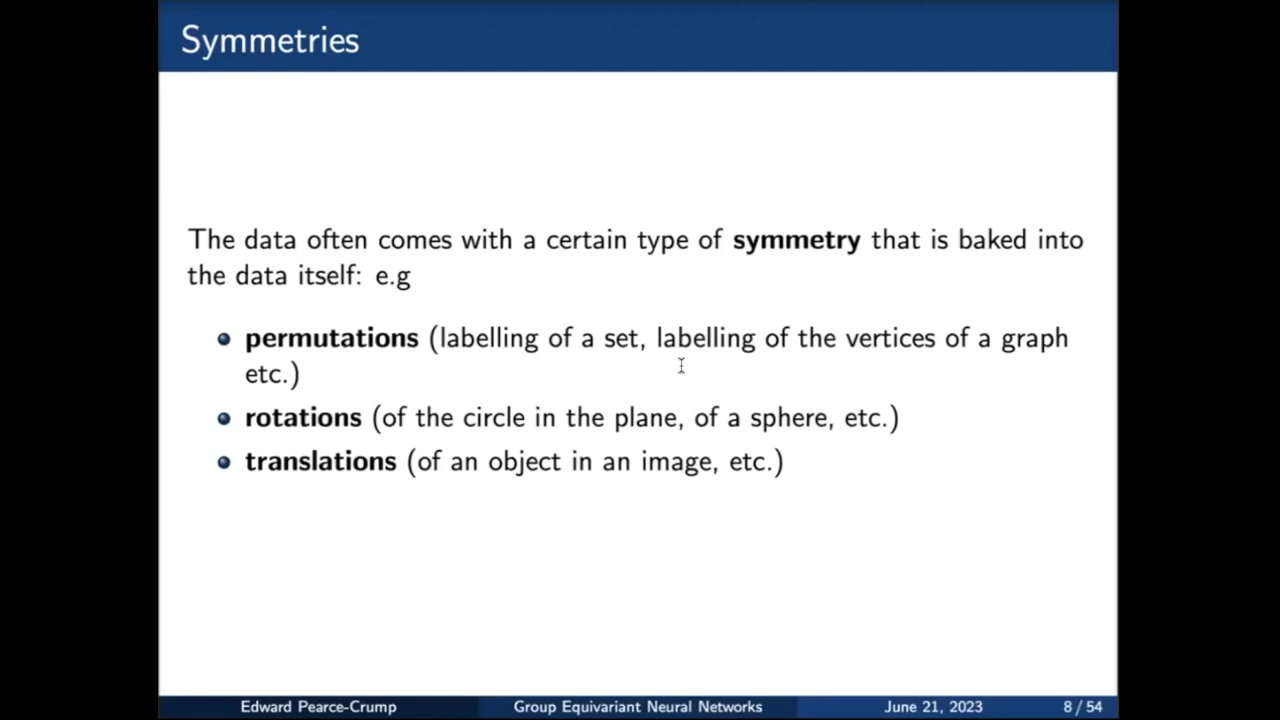 Symmetries
The data often comes with a certain type of symmetry that is baked into
the data itself: e.g
permutations (labelling of a set, labelling of the vertices of a graph
etc.)
rotations (of the circle in the plane, of a sphere, etc.)
translations (of an object in an image, etc.)
Edward Pearce-Crump Group Equivariant Neural Networks June 21, 2023 8 / 54